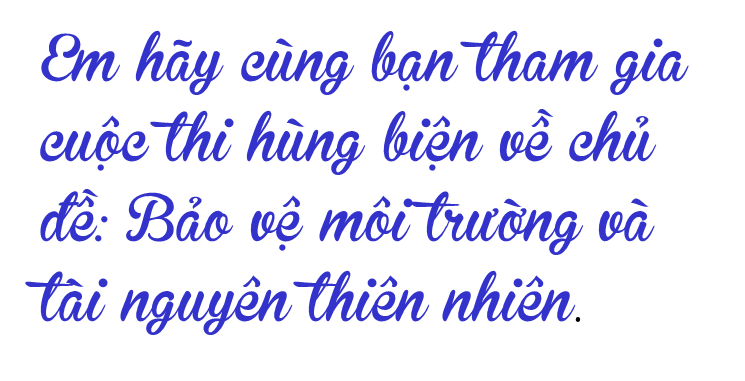 Em hãy cùng bạn tham gia
cuộc thi hùng biện về chủ
đề: Bảo vệ môi trường và
tài nguyên thiên nhiên.